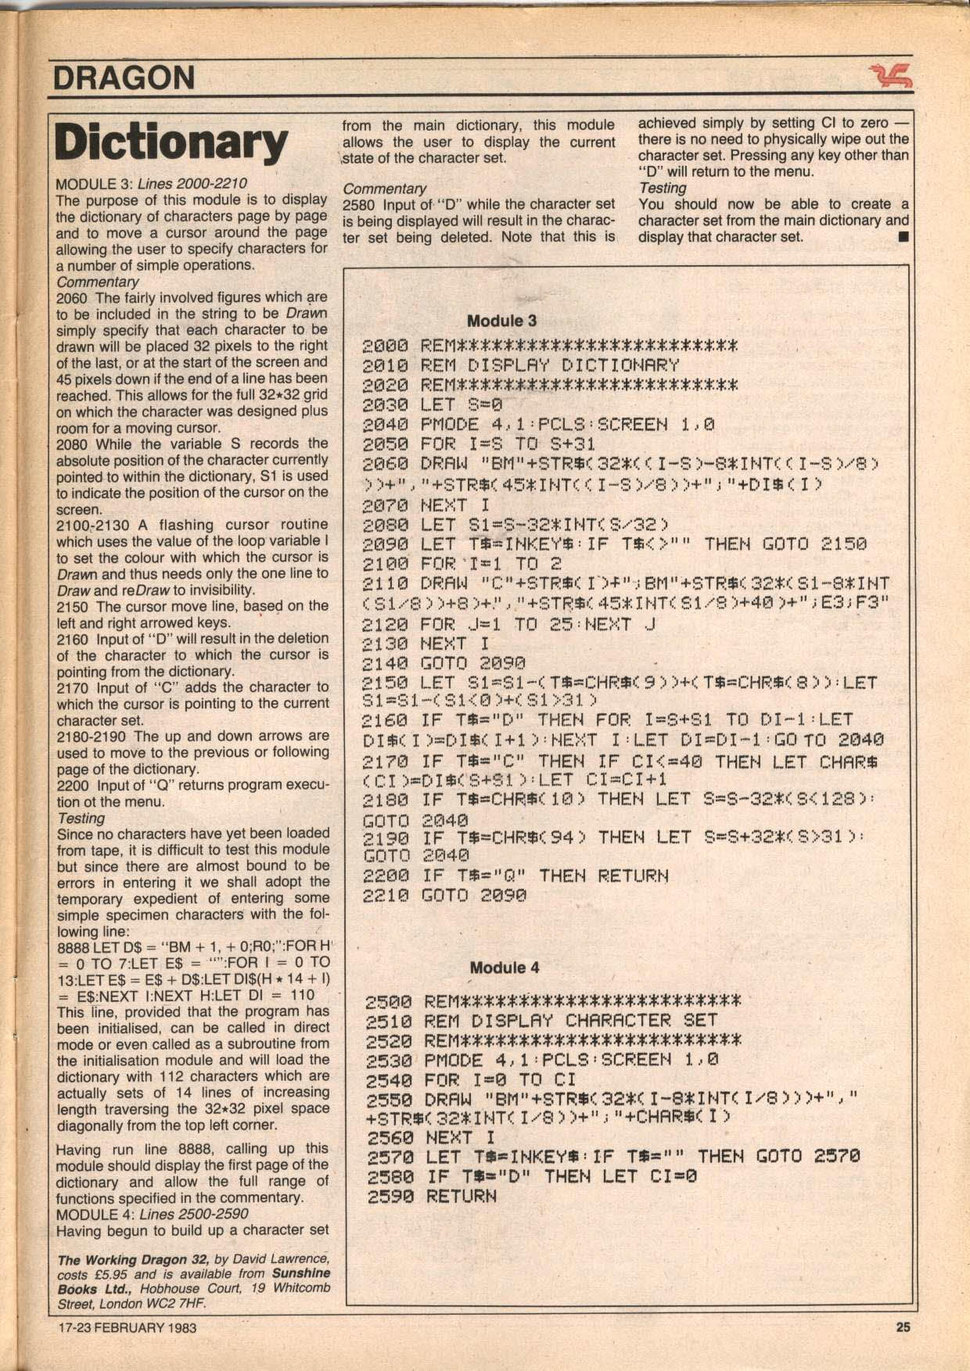 DRAGON
Dictionary
MODULE 3: Lines 2000-2210
The purpose of this module is to display
the dictionary of characters page by page
and to move a cursor around the page
allowing the user to specify characters for
a number of simple operations.
Commentary
2060 The fairly involved figures which are
to be included in the string to be Drawn
simply specify that each character to be
drawn will be placed 32 pixels to the right
of the last, or at the start of the screen and
45 pixels down if the end of a line has been
reached. This allows for the full 32*32 grid
on which the character was designed plus
room for a moving cursor.
2080 While the variable S records the
absolute position of the character currently
pointed to within the dictionary, S1 is used
to indicate the position of the cursor on the
screen.
2100-2130 A flashing cursor routine
which uses the value of the loop variable I
to set the colour with which the cursor is
Drawn and thus needs only the one line to
Draw and reDraw to invisibility.
2150 The cursor move line, based on the
left and right arrowed keys.
2160 Input of "D" will result in the deletion
of the character to which the cursor is
pointing from the dictionary.
2170 Input of "C" adds the character to
which the cursor is pointing to the current
character set.
2180-2190 The up and down arrows are
used to move to the previous or following
page of the dictionary.
2200 Input of "Q" returns program execu-
tion ot the menu.
Testing
Since no characters have yet been loaded
from tape, it is difficult to test this module
but since there are almost bound to be
errors in entering it we shall adopt the
temporary expedient of entering some
simple specimen characters with the fol-
lowing line:
8888 LET D$ = "BM + 1, + 0;R0;":FOR H
= 0 TO 7:LET E$ = "":FOR I = 0 TO
13:LET E$ = E$ + D$:LET DI$(H * 14 + I)
= E$:NEXT I:NEXT H:LET DI = 110
This line, provided that the program has
been initialised, can be called in direct
mode or even called as a subroutine from
the initialisation module and will load the
dictionary with 112 characters which are
actually sets of 14 lines of increasing
length traversing the 32*32 pixel space
diagonally from the top left corner.
Having run line 8888, calling up this
module should display the first page of the
dictionary and allow the full range of
functions specified in the commentary.
MODULE 4: Lines 2500-2590
Having begun to build up a character set
The Working Dragon 32, by David Lawrence,
costs £5.95 and is available from Sunshine
Books Ltd., Hobhouse Court, 19 Whitcomb
Street, London WC2 7HF.
from the main dictionary, this module
allows the user to display the current
state of the character set.
Commentary
2580 Input of "D" while the character set
is being displayed will result in the charac-
ter set being deleted. Note that this is
achieved simply by setting CI to zero —
there is no need to physically wipe out the
character set. Pressing any key other than
"D" will return to the menu.
Testing
You should now be able to create a
character set from the main dictionary and
display that character set. ■
Module 3
2000 REM************************
2010 REM DISPLAY DICTIONARY
2020 REM************************
2030 LET S=0
2040 PMODE 4,1:PCLS:SCREEN 1,0
2050 FOR I=S TO S+31
2060 DRAW "BM"+STR$(32*((I-S)-8*INT((I-S)/8)
))+","+STR$(45*INT((I-S)/8))+";"+DI$(I)
2070 NEXT I
2080 LET S1=S-32*INT(S/32)
2090 LET T$=INKEY$:IF T$<>"" THEN GOTO 2150
2100 FOR I=1 TO 2
2110 DRAW "C"+STR$(I)+";BM"+STR$(32*(S1-8*INT
(S1/8))+8)+","+STR$(45*INT(S1/8)+40)+";E3;F3"
2120 FOR J=1 TO 25:NEXT J
2130 NEXT I
2140 GOTO 2090
2150 LET S1=S1-(T$=CHR$(9))+(T$=CHR$(8)):LET
S1=S1-(S1<0)+(S1>31)
2160 IF T$="D" THEN FOR I=S+S1 TO DI-1:LET
DI$(I)=DI$(I+1):NEXT I:LET DI=DI-1:GO TO 2040
2170 IF T$="C" THEN IF CI<=40 THEN LET CHAR$
(CI)=DI$(S+S1):LET CI=CI+1
2180 IF T$=CHR$(10) THEN LET S=S-32*(S<128):
GOTO 2040
2190 IF T$=CHR$(94) THEN LET S=S+32*(S>31):
GOTO 2040
2200 IF T$="Q" THEN RETURN
2210 GOTO 2090
Module 4
2500 REM************************
2510 REM DISPLAY CHARACTER SET
2520 REM************************
2530 PMODE 4,1:PCLS:SCREEN 1,0
2540 FOR I=0 TO CI
2550 DRAW "BM"+STR$(32*(I-8*INT(I/8)))+","
+STR$(32*INT(I/8))+";"+CHAR$(I)
2560 NEXT I
2570 LET T$=INKEY$:IF T$="" THEN GOTO 2570
2580 IF T$="D" THEN LET CI=0
2590 RETURN
17-23 FEBRUARY 1983
25